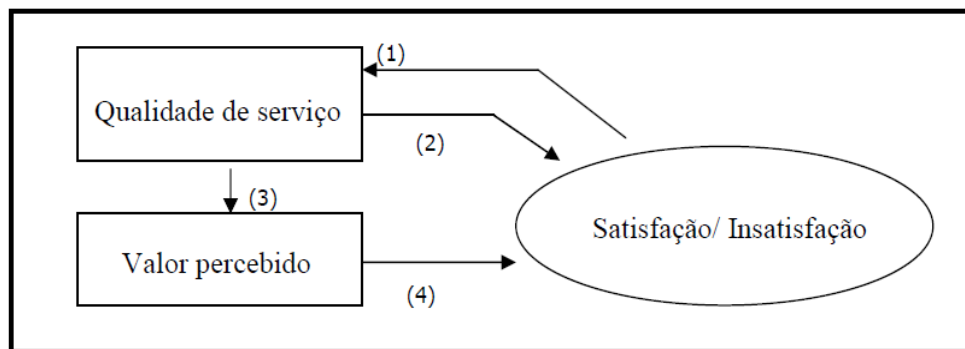 (1)
Qualidade de serviço
(2)
(3)
Valor percebido
Satisfação/ Insatisfação
(4)